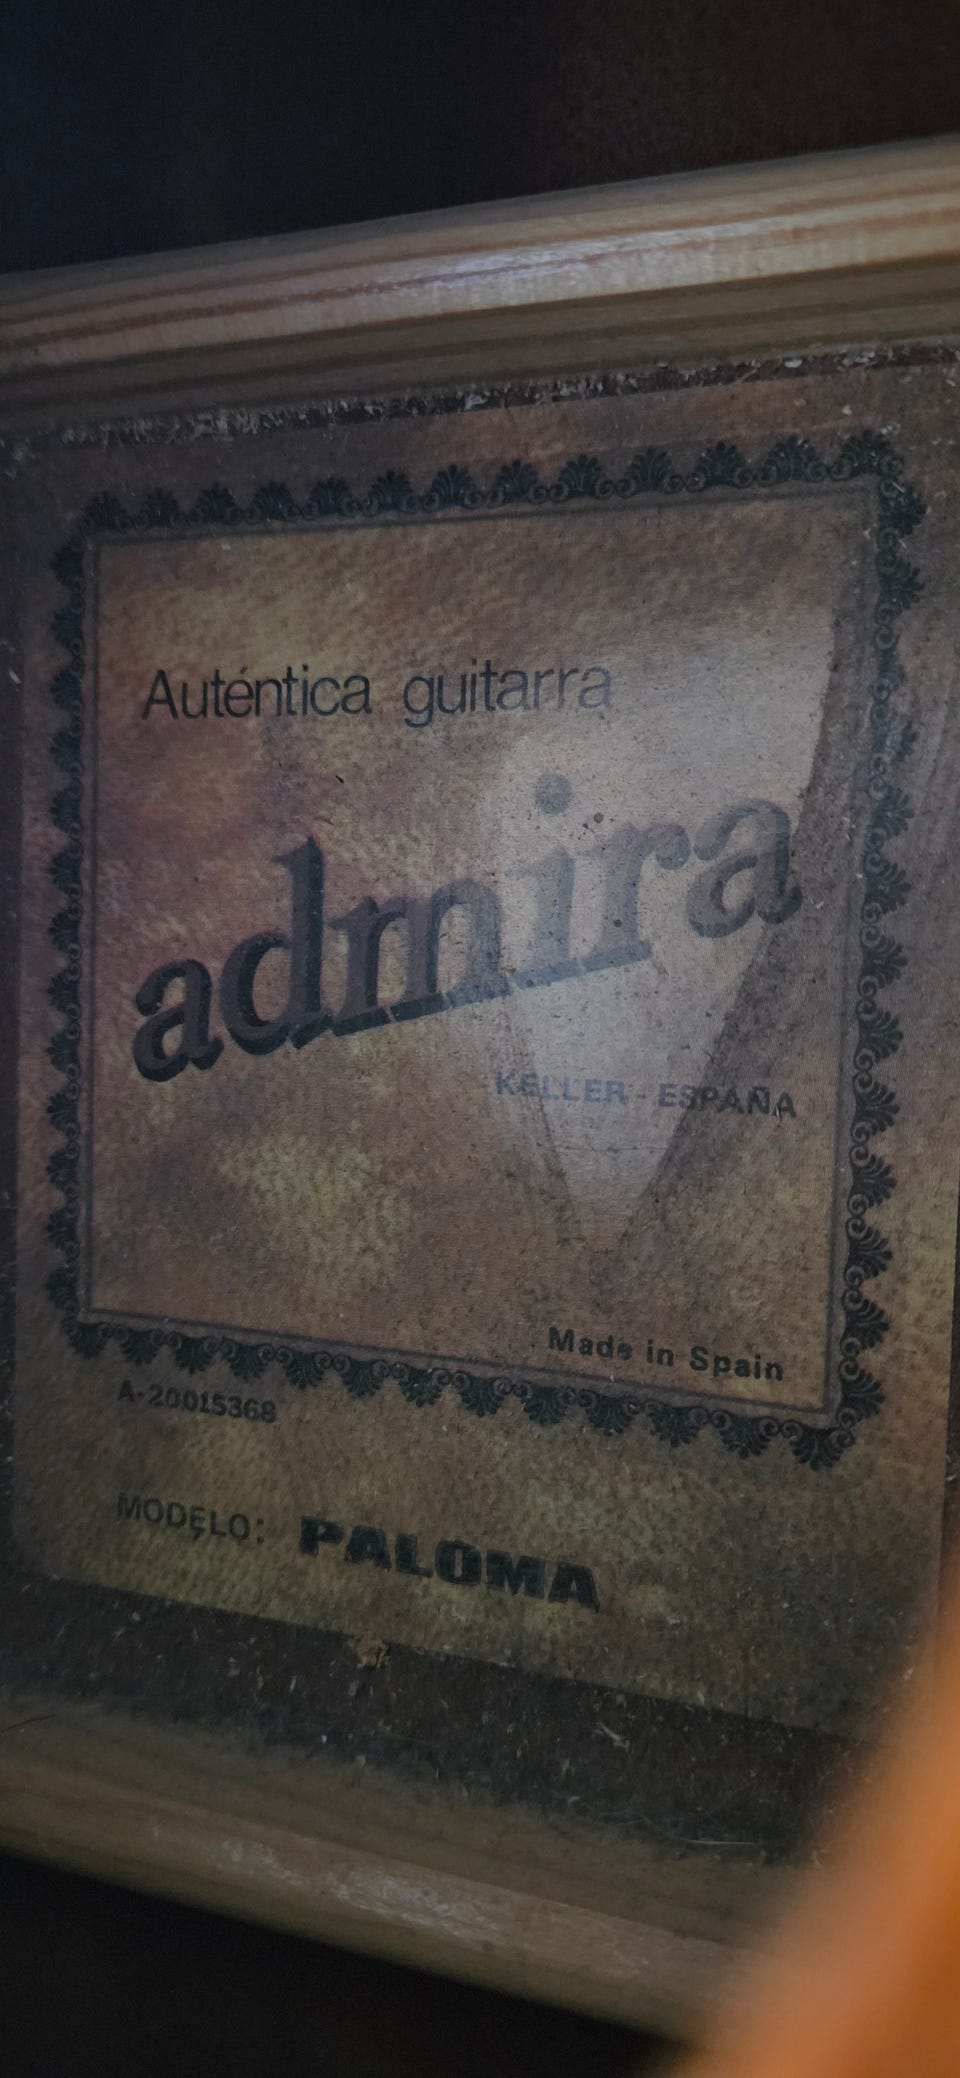 Auténtica guitarra
admira
KELLER - ESPAÑA
Made in Spain
A-20015368
MODELO: PALOMA